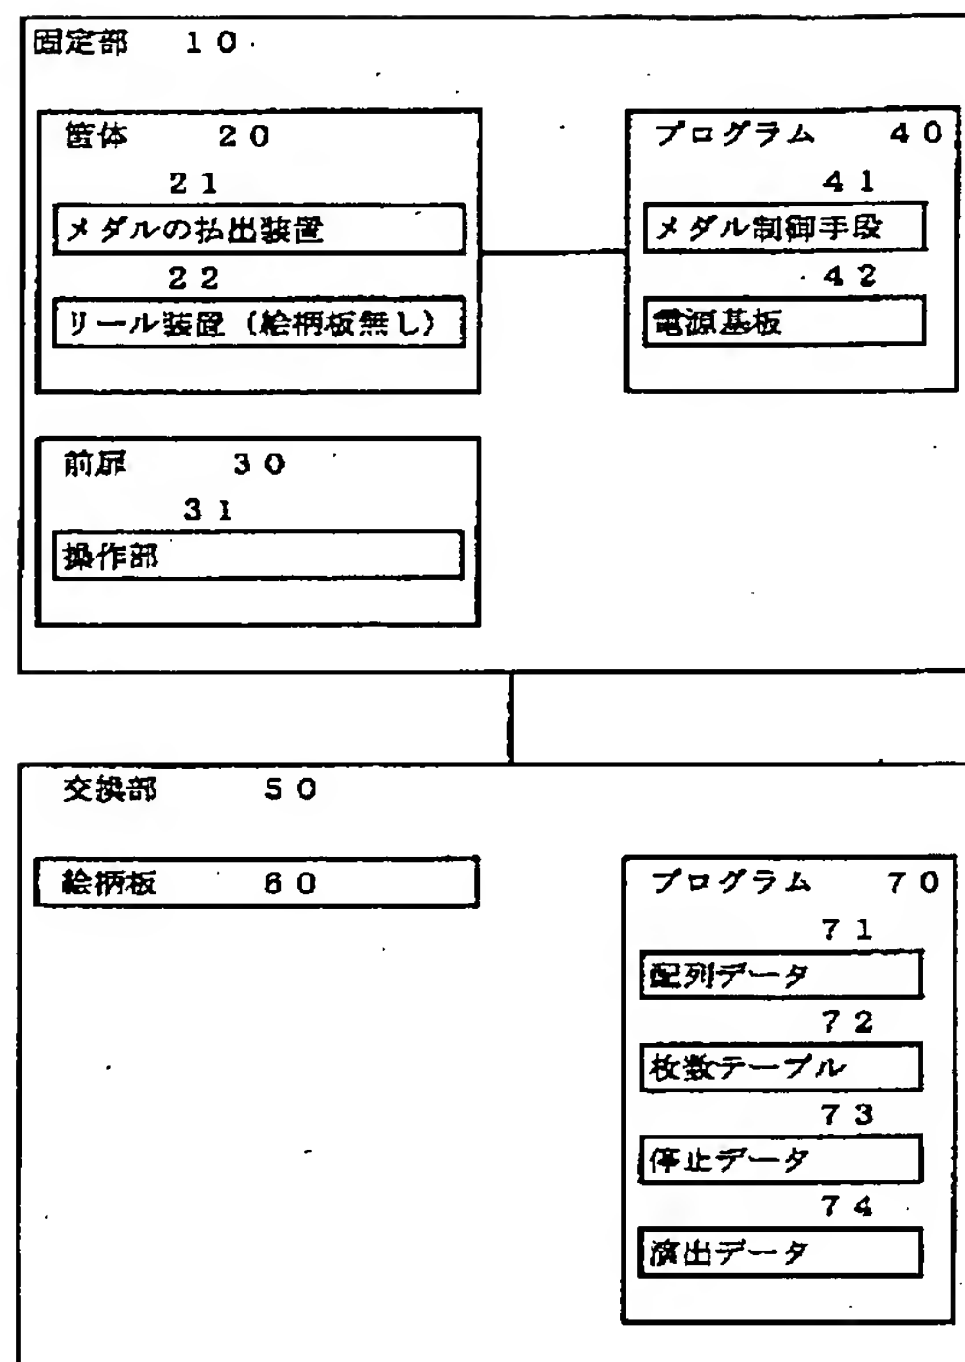 固定部 10
筐体 20
21
メダルの払出装置
22
リール装置（絵柄板無し）
プログラム 40
41
メダル制御手段
42
電源基板
前扉 30
31
操作部
交換部 50
絵柄板 60
プログラム 70
71
配列データ
72
枚数テーブル
73
停止データ
74
演出データ